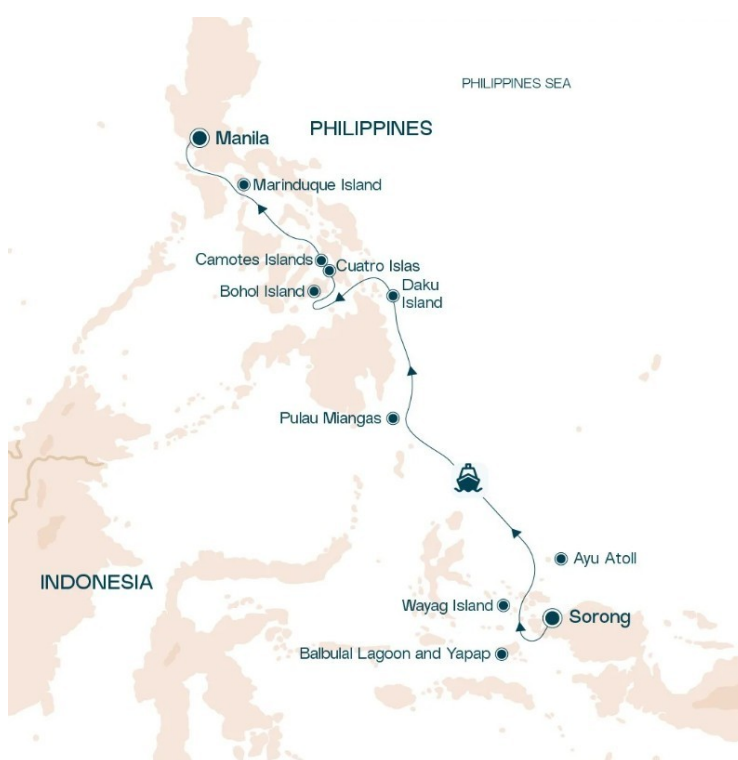 PHILIPPINES SEA
PHILIPPINES
Manila
Marinduque Island
Camotes Islands
Cuatro Islas
Bohol Island
Daku
Island
Pulau Miangas
Ayu Atoll
INDONESIA
Wayag Island
Sorong
Balbulal Lagoon and Yapap